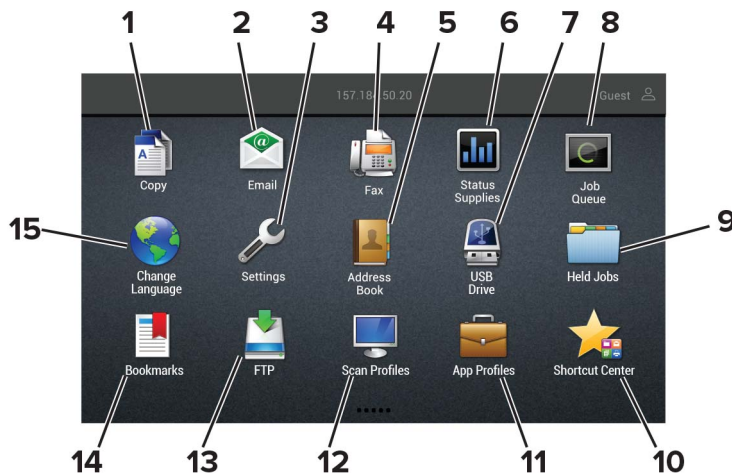 1 2 3 4 5 6 7 8
157.184.50.20 Guest
Copy Email Fax Status Supplies Job Queue
15 9
Change Language Settings Address Book USB Drive Held Jobs
Bookmarks FTP Scan Profiles App Profiles Shortcut Center
14 13 12 11 10